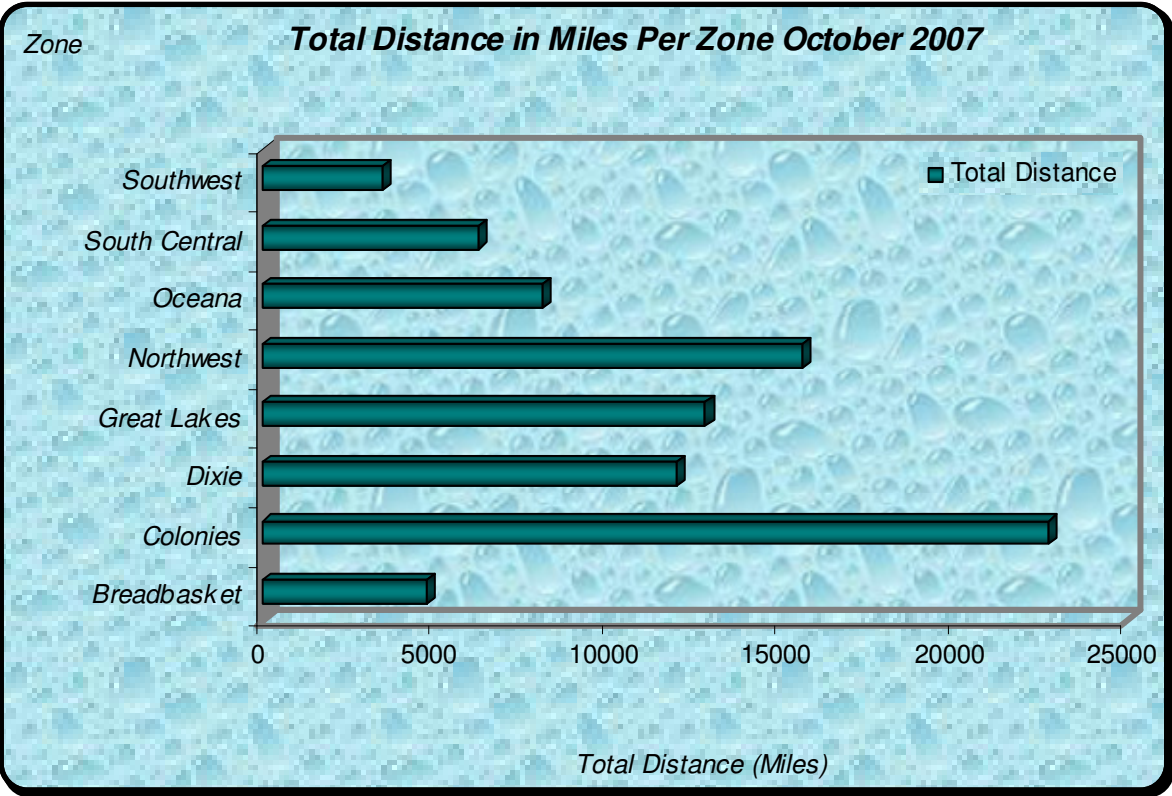 Zone
Total Distance in Miles Per Zone October 2007
Total Distance
Southwest
South Central
Oceana
Northwest
Great Lakes
Dixie
Colonies
Breadbasket
0 5000 10000 15000 20000 25000
Total Distance (Miles)